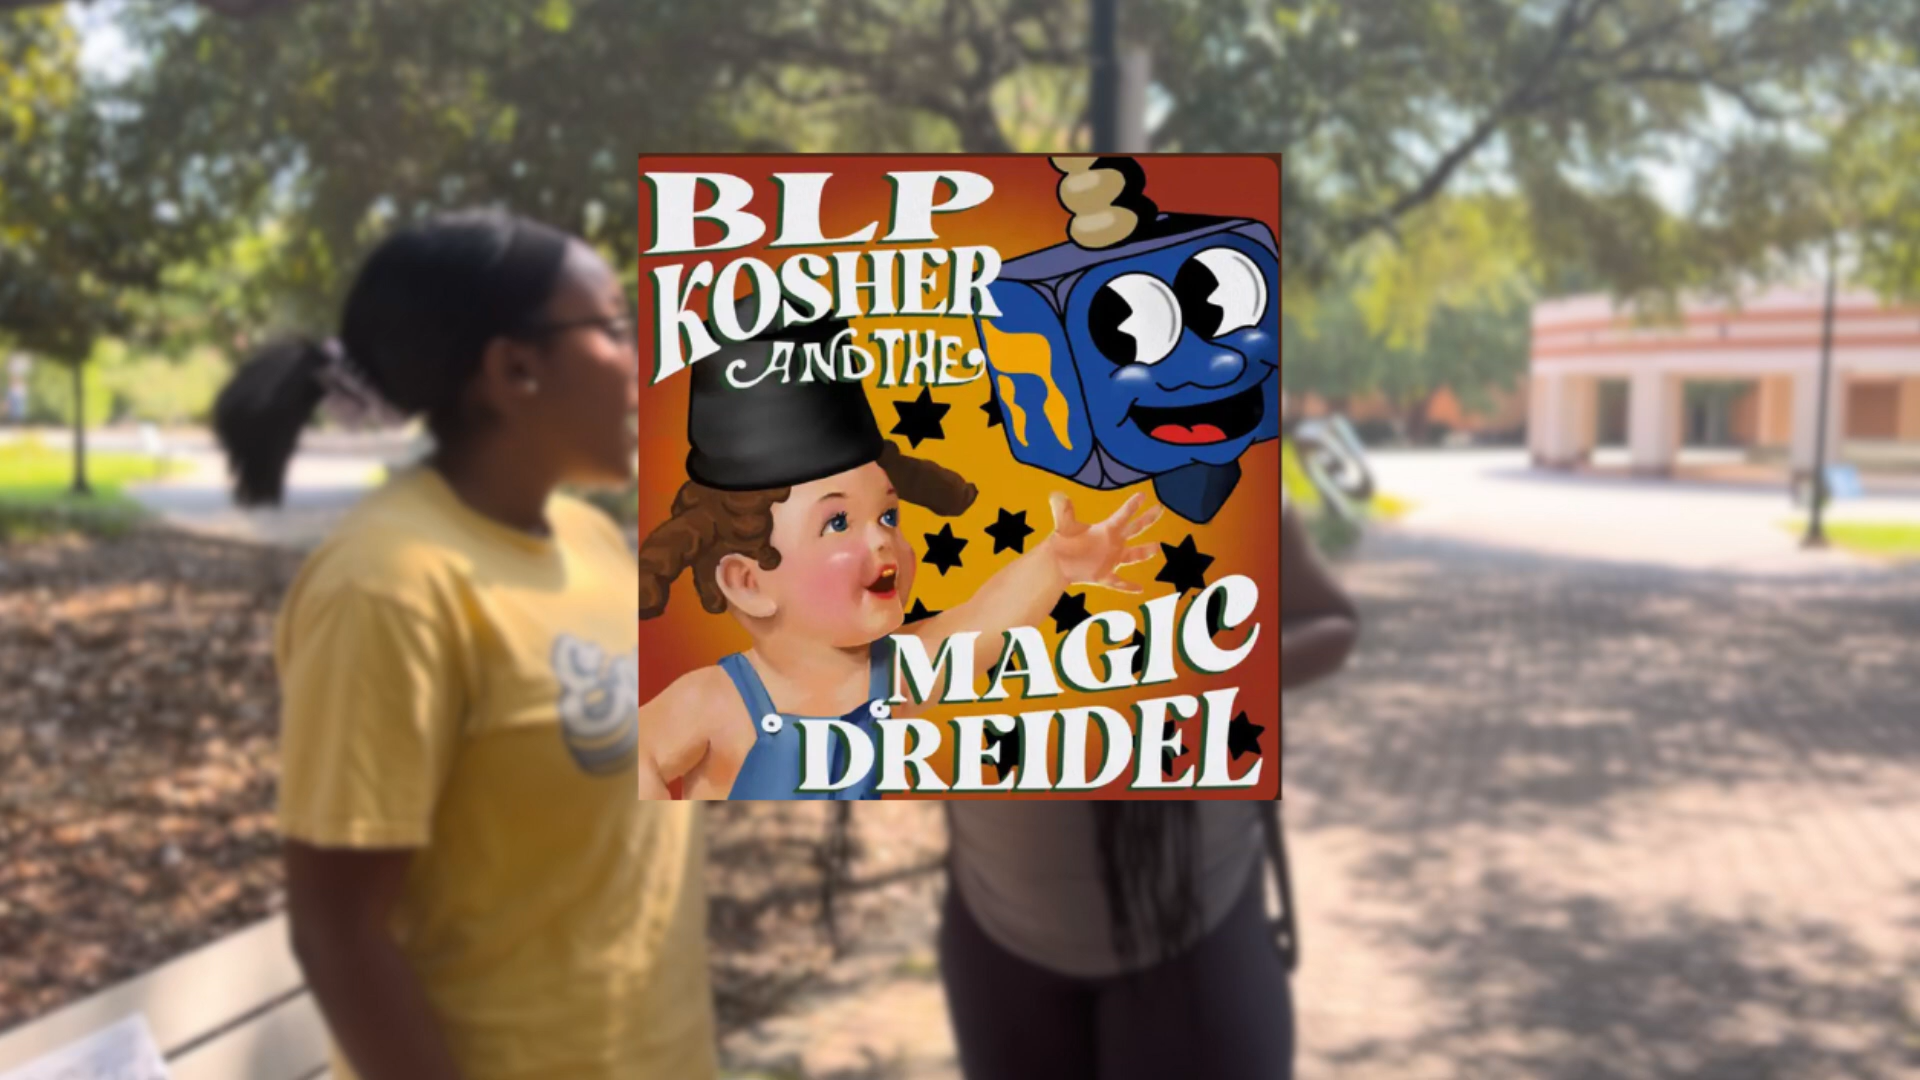 BLP
KOSHER
AND THE
MAGIC
DREIDEL